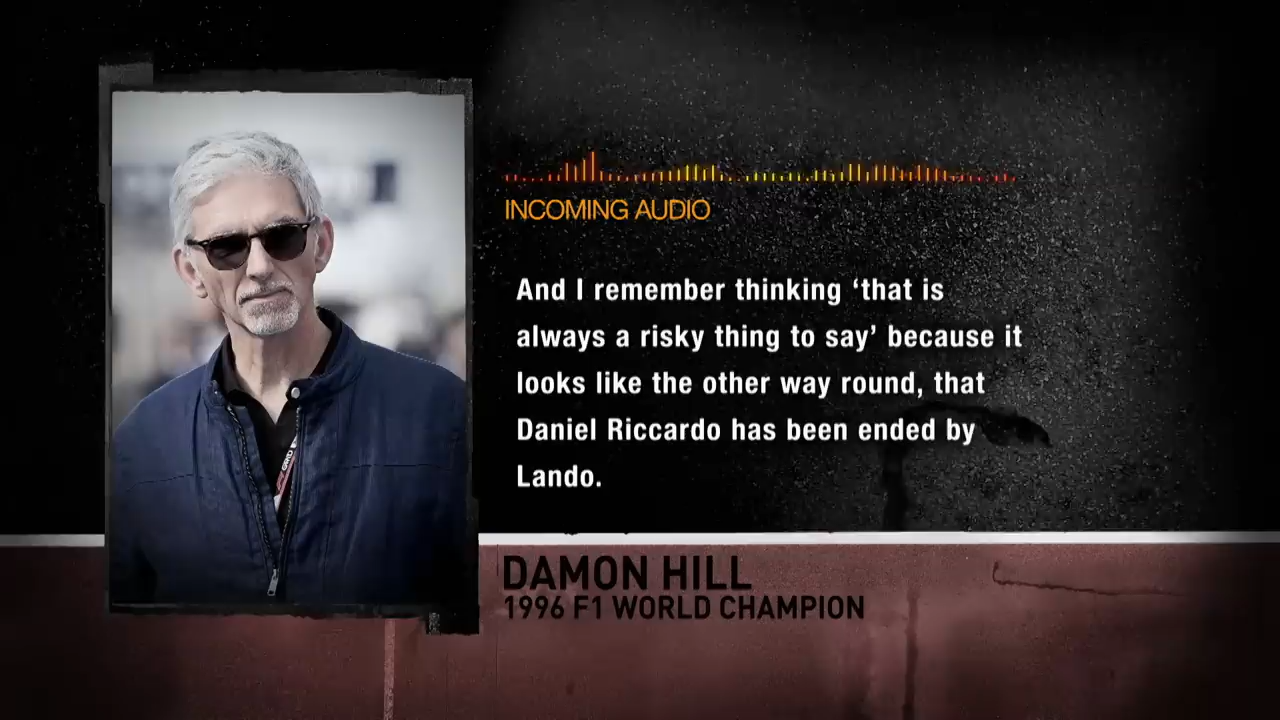 INCOMING AUDIO
And I remember thinking ‘that is
always a risky thing to say’ because it
looks like the other way round, that
Daniel Riccardo has been ended by
Lando.
DAMON HILL
1996 F1 WORLD CHAMPION